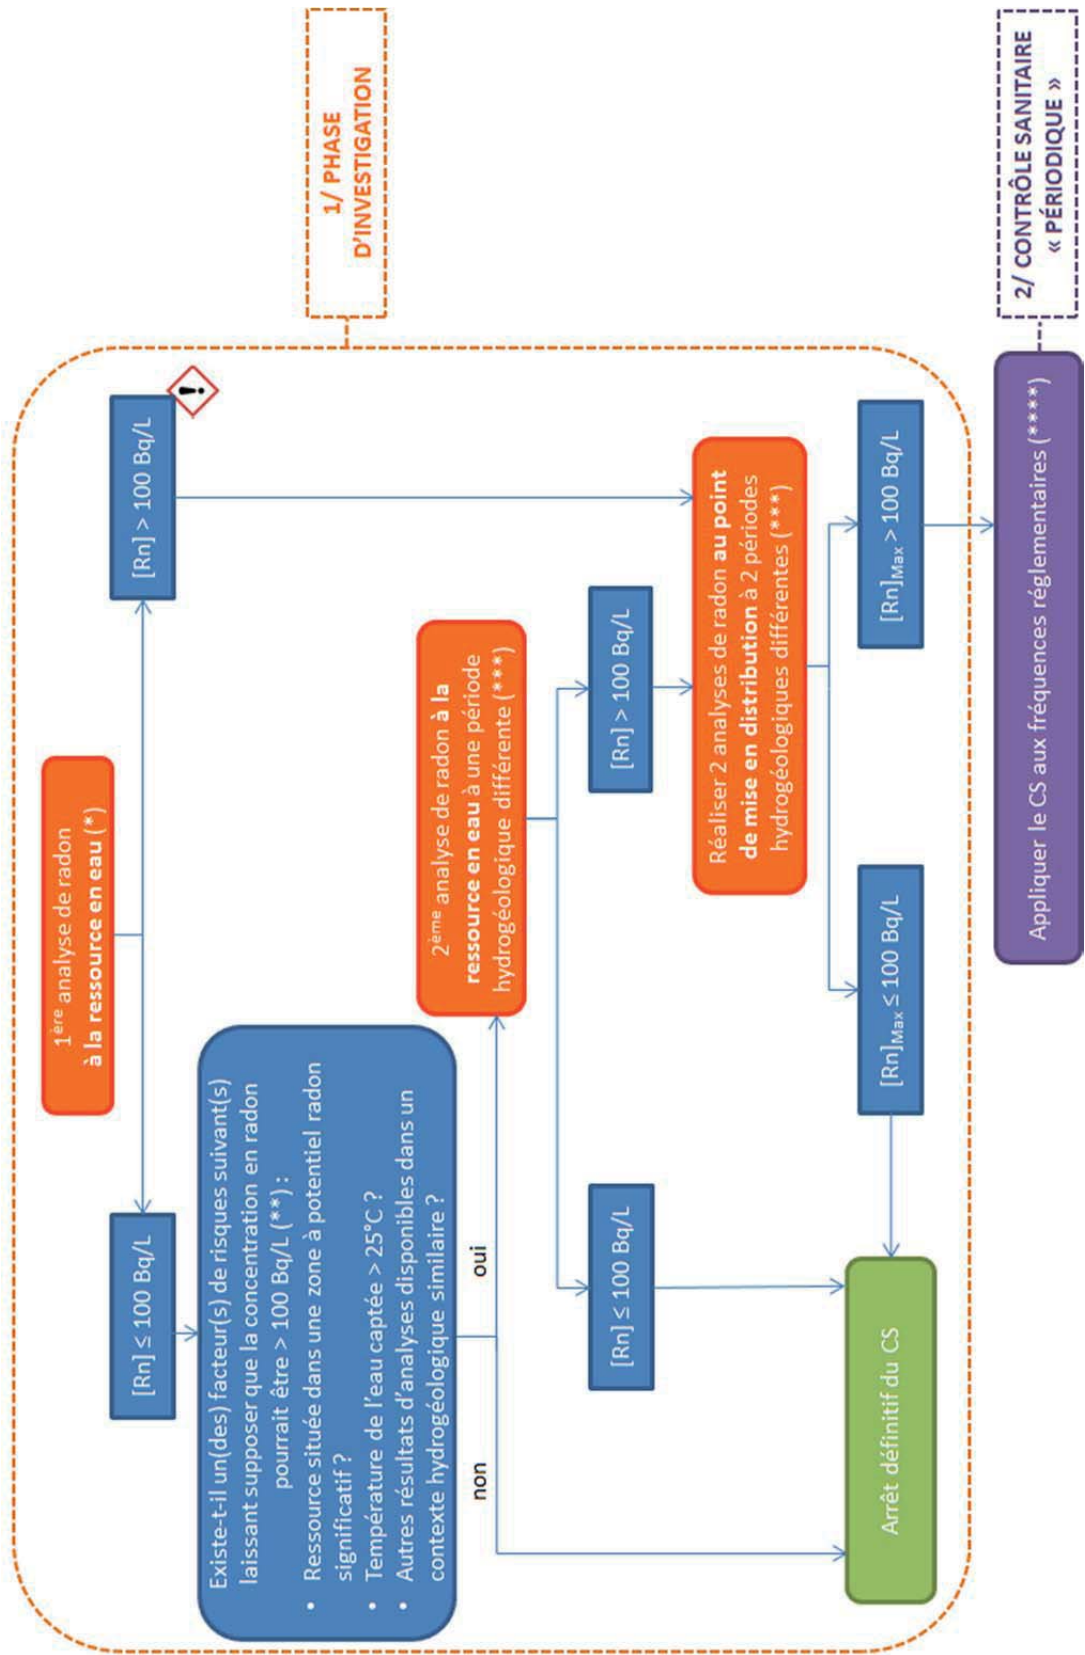 1ère analyse de radon
à la ressource en eau (*)
[Rn] ≤ 100 Bq/L
[Rn] > 100 Bq/L
!
Existe-t-il un(des) facteur(s) de risques suivant(s)
laissant supposer que la concentration en radon
pourrait être > 100 Bq/L (**) :
• Ressource située dans une zone à potentiel radon
significatif ?
• Température de l'eau captée > 25°C ?
• Autres résultats d'analyses disponibles dans un
contexte hydrogéologique similaire ?
non
oui
2ème analyse de radon à la
ressource en eau à une période
hydrogéologique différente (***)
[Rn] ≤ 100 Bq/L
[Rn] > 100 Bq/L
Réaliser 2 analyses de radon au point
de mise en distribution à 2 périodes
hydrogéologiques différentes (***)
[Rn]Max ≤ 100 Bq/L
[Rn]Max > 100 Bq/L
Arrêt définitif du CS
1/ PHASE
D'INVESTIGATION
Appliquer le CS aux fréquences réglementaires (****)
2/ CONTRÔLE SANITAIRE
« PÉRIODIQUE »